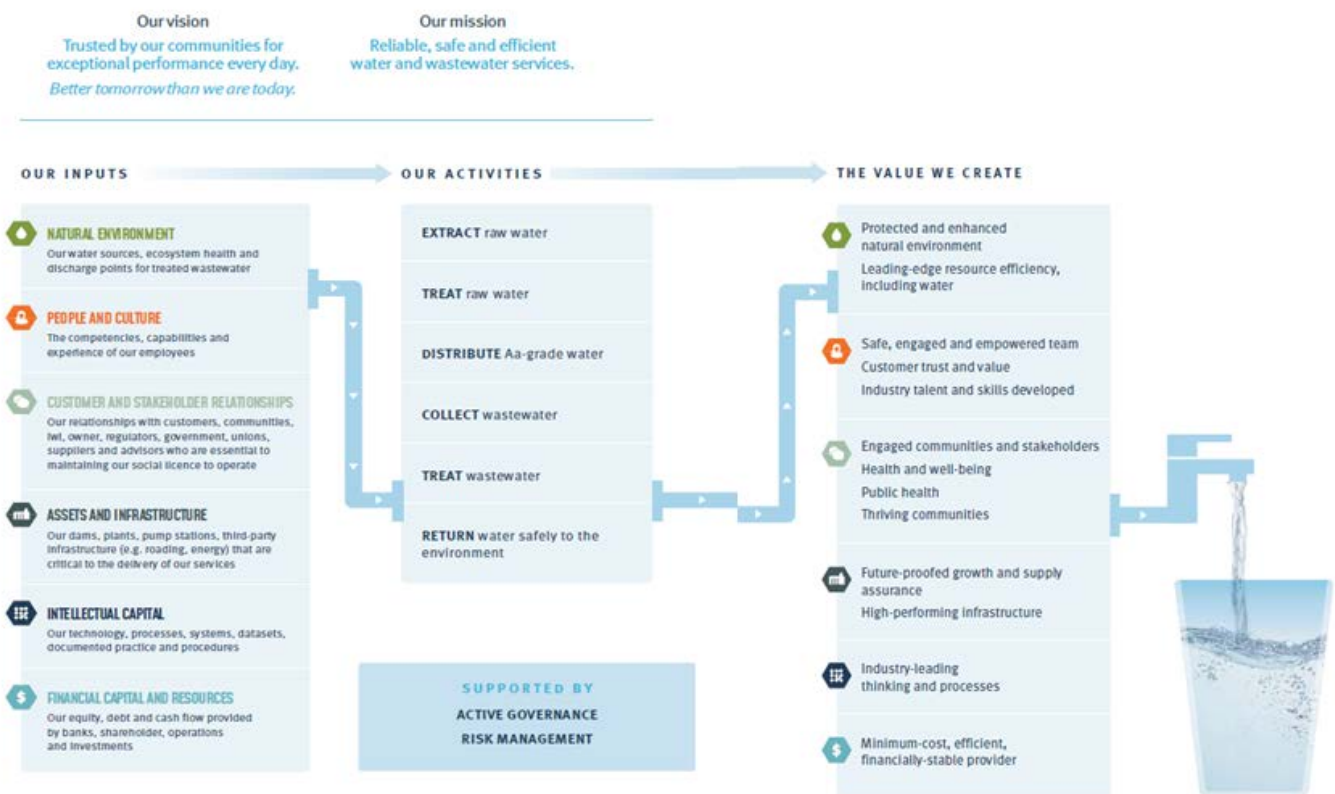 Our vision
Trusted by our communities for
exceptional performance every day.
Better tomorrow than we are today.
Our mission
Reliable, safe and efficient
water and wastewater services.
OUR INPUTS
NATURAL ENVIRONMENT
Our water sources, ecosystem health and
discharge points for treated wastewater
PEOPLE AND CULTURE
The competencies, capabilities and
experience of our employees
CUSTOMER AND STAKEHOLDER RELATIONSHIPS
Our relationships with customers, communities,
iwi, owner, regulators, government, unions,
suppliers and advisors who are essential to
maintaining our social licence to operate
ASSETS AND INFRASTRUCTURE
Our dams, plants, pump stations, third-party
infrastructure (e.g. roading, energy) that are
critical to the delivery of our services
INTELLECTUAL CAPITAL
Our technology, processes, systems, datasets,
documented practice and procedures
$
FINANCIAL CAPITAL AND RESOURCES
Our equity, debt and cash flow provided
by banks, shareholder, operations
and investments
OUR ACTIVITIES
EXTRACT raw water
TREAT raw water
DISTRIBUTE Aa-grade water
COLLECT wastewater
TREAT wastewater
RETURN water safely to the
environment
SUPPORTED BY
ACTIVE GOVERNANCE
RISK MANAGEMENT
THE VALUE WE CREATE
Protected and enhanced
natural environment
Leading-edge resource efficiency,
including water
Safe, engaged and empowered team
Customer trust and value
Industry talent and skills developed
Engaged communities and stakeholders
Health and well-being
Public health
Thriving communities
Future-proofed growth and supply
assurance
High-performing infrastructure
Industry-leading
thinking and processes
$
Minimum-cost, efficient,
financially-stable provider